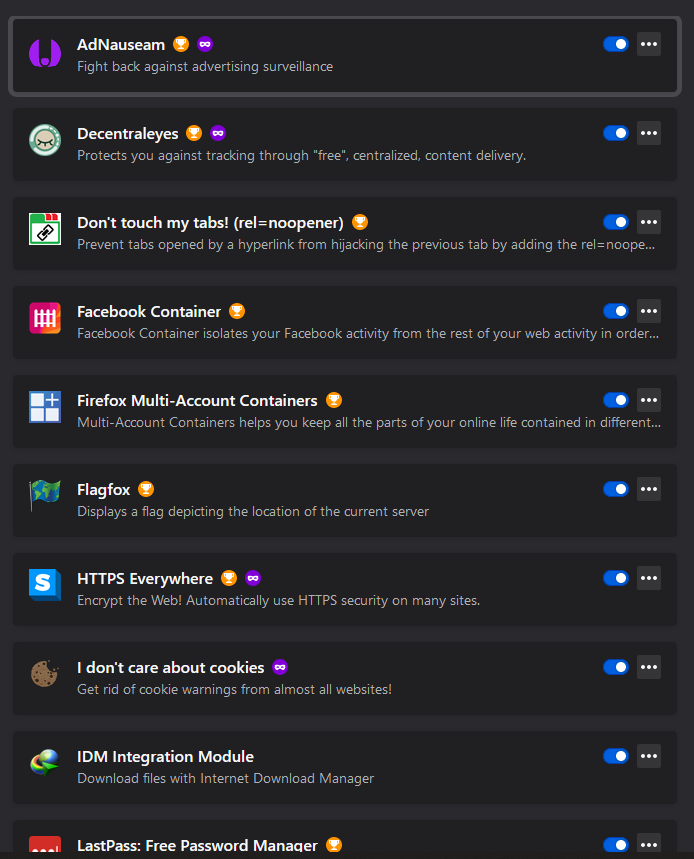 AdNauseam
Fight back against advertising surveillance
Decentraleyes
Protects you against tracking through "free", centralized, content delivery.
Don't touch my tabs! (rel=noopener)
Prevent tabs opened by a hyperlink from hijacking the previous tab by adding the rel=noope...
Facebook Container
Facebook Container isolates your Facebook activity from the rest of your web activity in order...
Firefox Multi-Account Containers
Multi-Account Containers helps you keep all the parts of your online life contained in different...
Flagfox
Displays a flag depicting the location of the current server
HTTPS Everywhere
Encrypt the Web! Automatically use HTTPS security on many sites.
I don't care about cookies
Get rid of cookie warnings from almost all websites!
IDM Integration Module
Download files with Internet Download Manager
LastPass: Free Password Manager